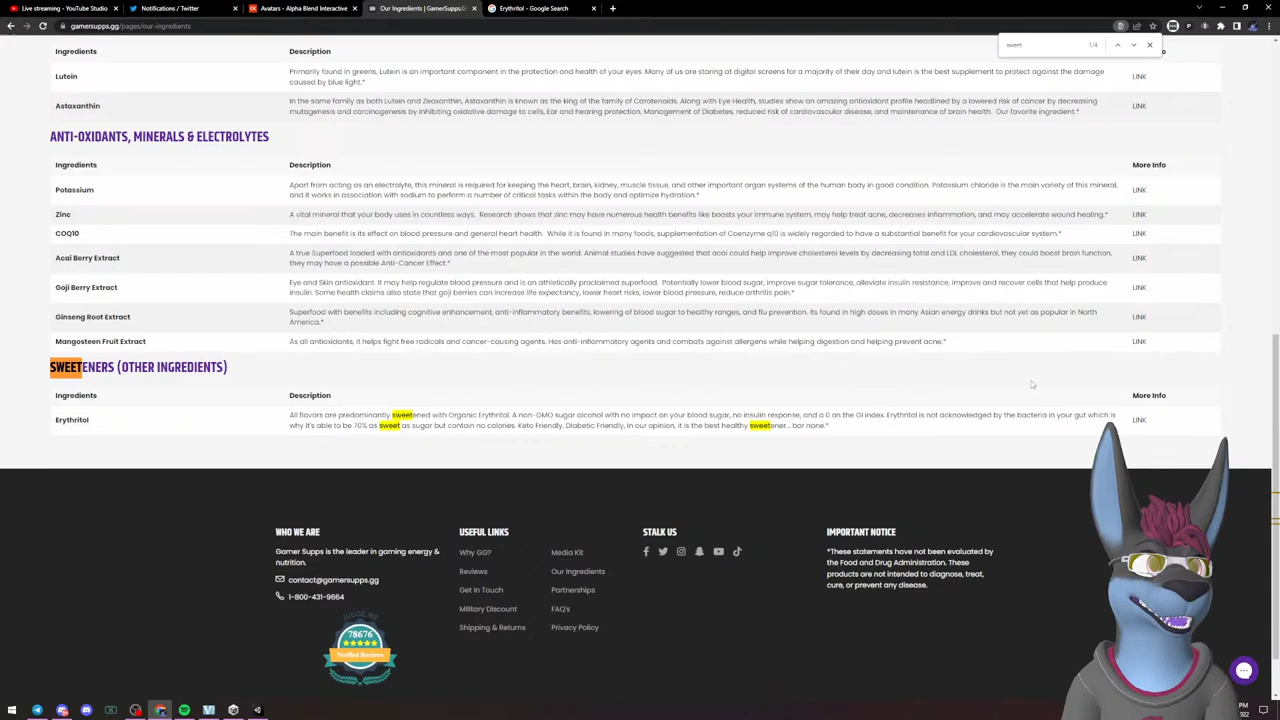 Live streaming - YouTube Studio
Notifications / Twitter
Avatars - Alpha Blend Interactive
Our Ingredients | GamerSupps.G
Erythritol - Google Search
gamersupps.gg/pages/our-ingredients
sweet 1/4
Ingredients Description
Lutein
Primarily found in greens, Lutein is an important component in the protection and health of your eyes. Many of us are staring at digital screens for a majority of their day and lutein is the best supplement to protect against the damage
caused by blue light.*
LINK
Astaxanthin
In the same family as both Lutein and Zeaxanthin, Astaxanthin is known as the king of the family of Carotenoids. Along with Eye Health, studies show an amazing antioxidant profile headlined by a lowered risk of cancer by decreasing
mutagenesis and carcinogenesis by inhibiting oxidative damage to cells, Ear and hearing protection, Management of Diabetes, reduced risk of cardiovascular disease, and maintenance of brain health. Our favorite ingredient.*
LINK
ANTI-OXIDANTS, MINERALS & ELECTROLYTES
Ingredients Description More Info
Potassium
Apart from acting as an electrolyte, this mineral is required for keeping the heart, brain, kidney, muscle tissue, and other important organ systems of the human body in good condition. Potassium chloride is the main variety of this mineral,
and it works in association with sodium to perform a number of critical tasks within the body and optimize hydration.*
LINK
Zinc A vital mineral that your body uses in countless ways. Research shows that zinc may have numerous health benefits like boosts your immune system, may help treat acne, decreases inflammation, and may accelerate wound healing.* LINK
COQ10 The main benefit is its effect on blood pressure and general heart health. While it is found in many foods, supplementation of Coenzyme q10 is widely regarded to have a substantial benefit for your cardiovascular system.* LINK
Acai Berry Extract
A true Superfood loaded with antioxidants and one of the most popular in the world. Animal studies have suggested that acai could help improve cholesterol levels by decreasing total and LDL cholesterol, they could boost brain function,
they may have a possible Anti-Cancer Effect.*
LINK
Goji Berry Extract
Eye and Skin antioxidant. It may help regulate blood pressure and is an athletically proclaimed superfood. Potentially lower blood sugar, improve sugar tolerance, alleviate insulin resistance, improve and recover cells that help produce
insulin. Some health claims also state that goji berries can increase life expectancy, lower heart risks, lower blood pressure, reduce arthritis pain.*
LINK
Ginseng Root Extract
Superfood with benefits including cognitive enhancement, anti-inflammatory benefits, lowering of blood sugar to healthy ranges, and flu prevention. Its found in high doses in many Asian energy drinks but not yet as popular in North
America.*
LINK
Mangosteen Fruit Extract As all antioxidants, it helps fight free radicals and cancer-causing agents. Has anti-inflammatory agents and combats against allergens while helping digestion and helping prevent acne.* LINK
SWEETENERS (OTHER INGREDIENTS)
Ingredients Description More Info
Erythritol
All flavors are predominantly sweetened with Organic Erythritol. A non-GMO sugar alcohol with no impact on your blood sugar, no insulin response, and a 0 on the GI index. Erythritol is not acknowledged by the bacteria in your gut which is
why it's able to be 70% as sweet as sugar but contain no calories. Keto Friendly, Diabetic Friendly, in our opinion, it is the best healthy sweetener... bar none.*
LINK
WHO WE ARE
Gamer Supps is the leader in gaming energy &
nutrition.
contact@gamersupps.gg
1-800-431-9664
JUDGE.ME
78676
Verified Reviews
USEFUL LINKS
Why GG?
Reviews
Get In Touch
Military Discount
Shipping & Returns
Media Kit
Our Ingredients
Partnerships
FAQ's
Privacy Policy
STALK US
IMPORTANT NOTICE
*These statements have not been evaluated by
the Food and Drug Administration. These
products are not intended to diagnose, treat,
cure, or prevent any disease.
PM